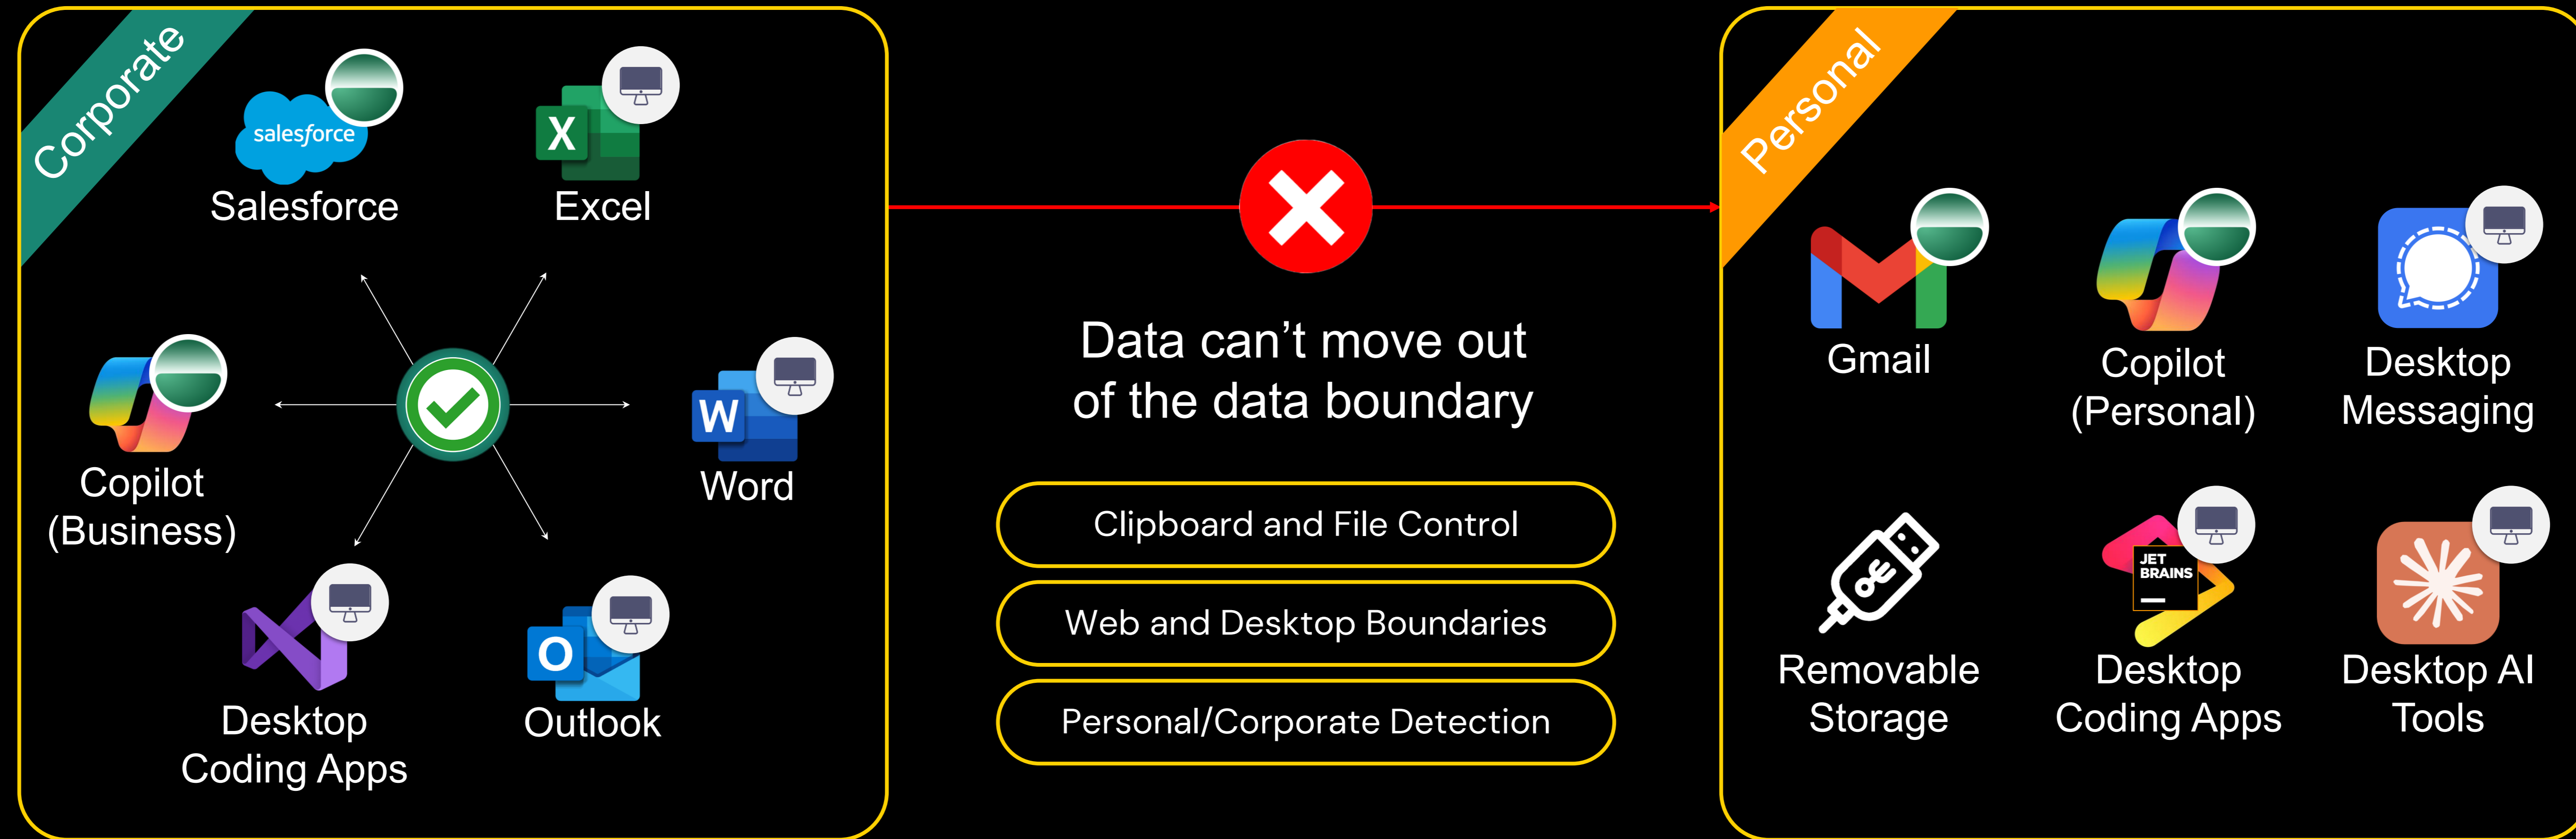 Corporate
salesforce
Salesforce
X
Excel
Copilot
(Business)
W
Word
Desktop
Coding Apps
O
Outlook
Data can’t move out
of the data boundary
Clipboard and File Control
Web and Desktop Boundaries
Personal/Corporate Detection
Personal
Gmail
Copilot
(Personal)
Desktop
Messaging
Removable
Storage
JET
BRAINS
Desktop
Coding Apps
Desktop AI
Tools